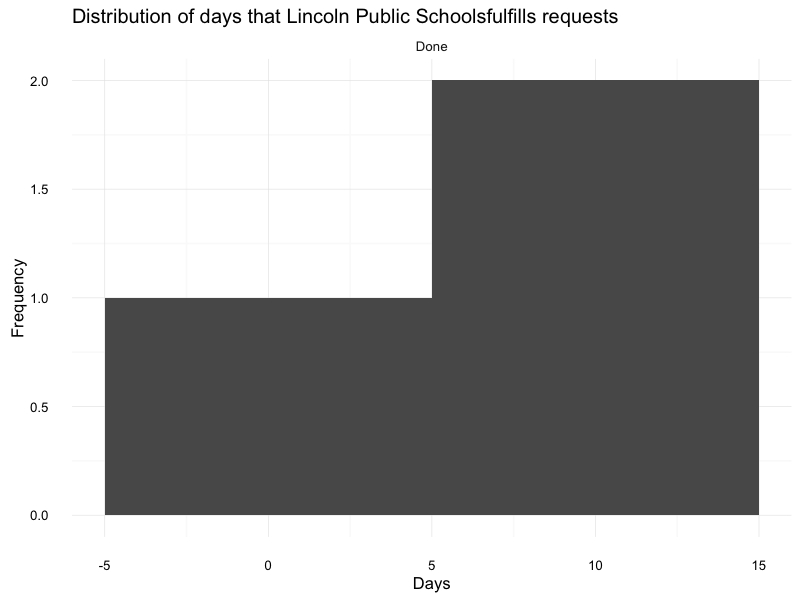 Distribution of days that Lincoln Public Schoolsfulfills requests
Done
2.0
1.5
1.0
0.5
0.0
Frequency
-5 0 5 10 15
Days